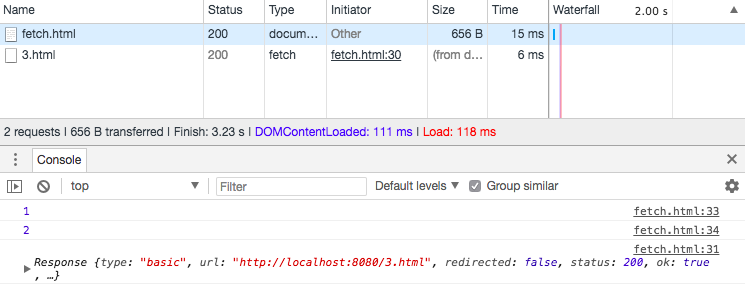 Name Status Type Initiator Size Time Waterfall 2.00 s
fetch.html 200 docum... Other 656 B 15 ms
3.html 200 fetch fetch.html:30 (from d... 6 ms
2 requests | 656 B transferred | Finish: 3.23 s | DOMContentLoaded: 111 ms | Load: 118 ms
Console
top Filter Default levels Group similar
1 fetch.html:33
2 fetch.html:34
fetch.html:31
Response {type: "basic", url: "http://localhost:8080/3.html", redirected: false, status: 200, ok: true
, …}